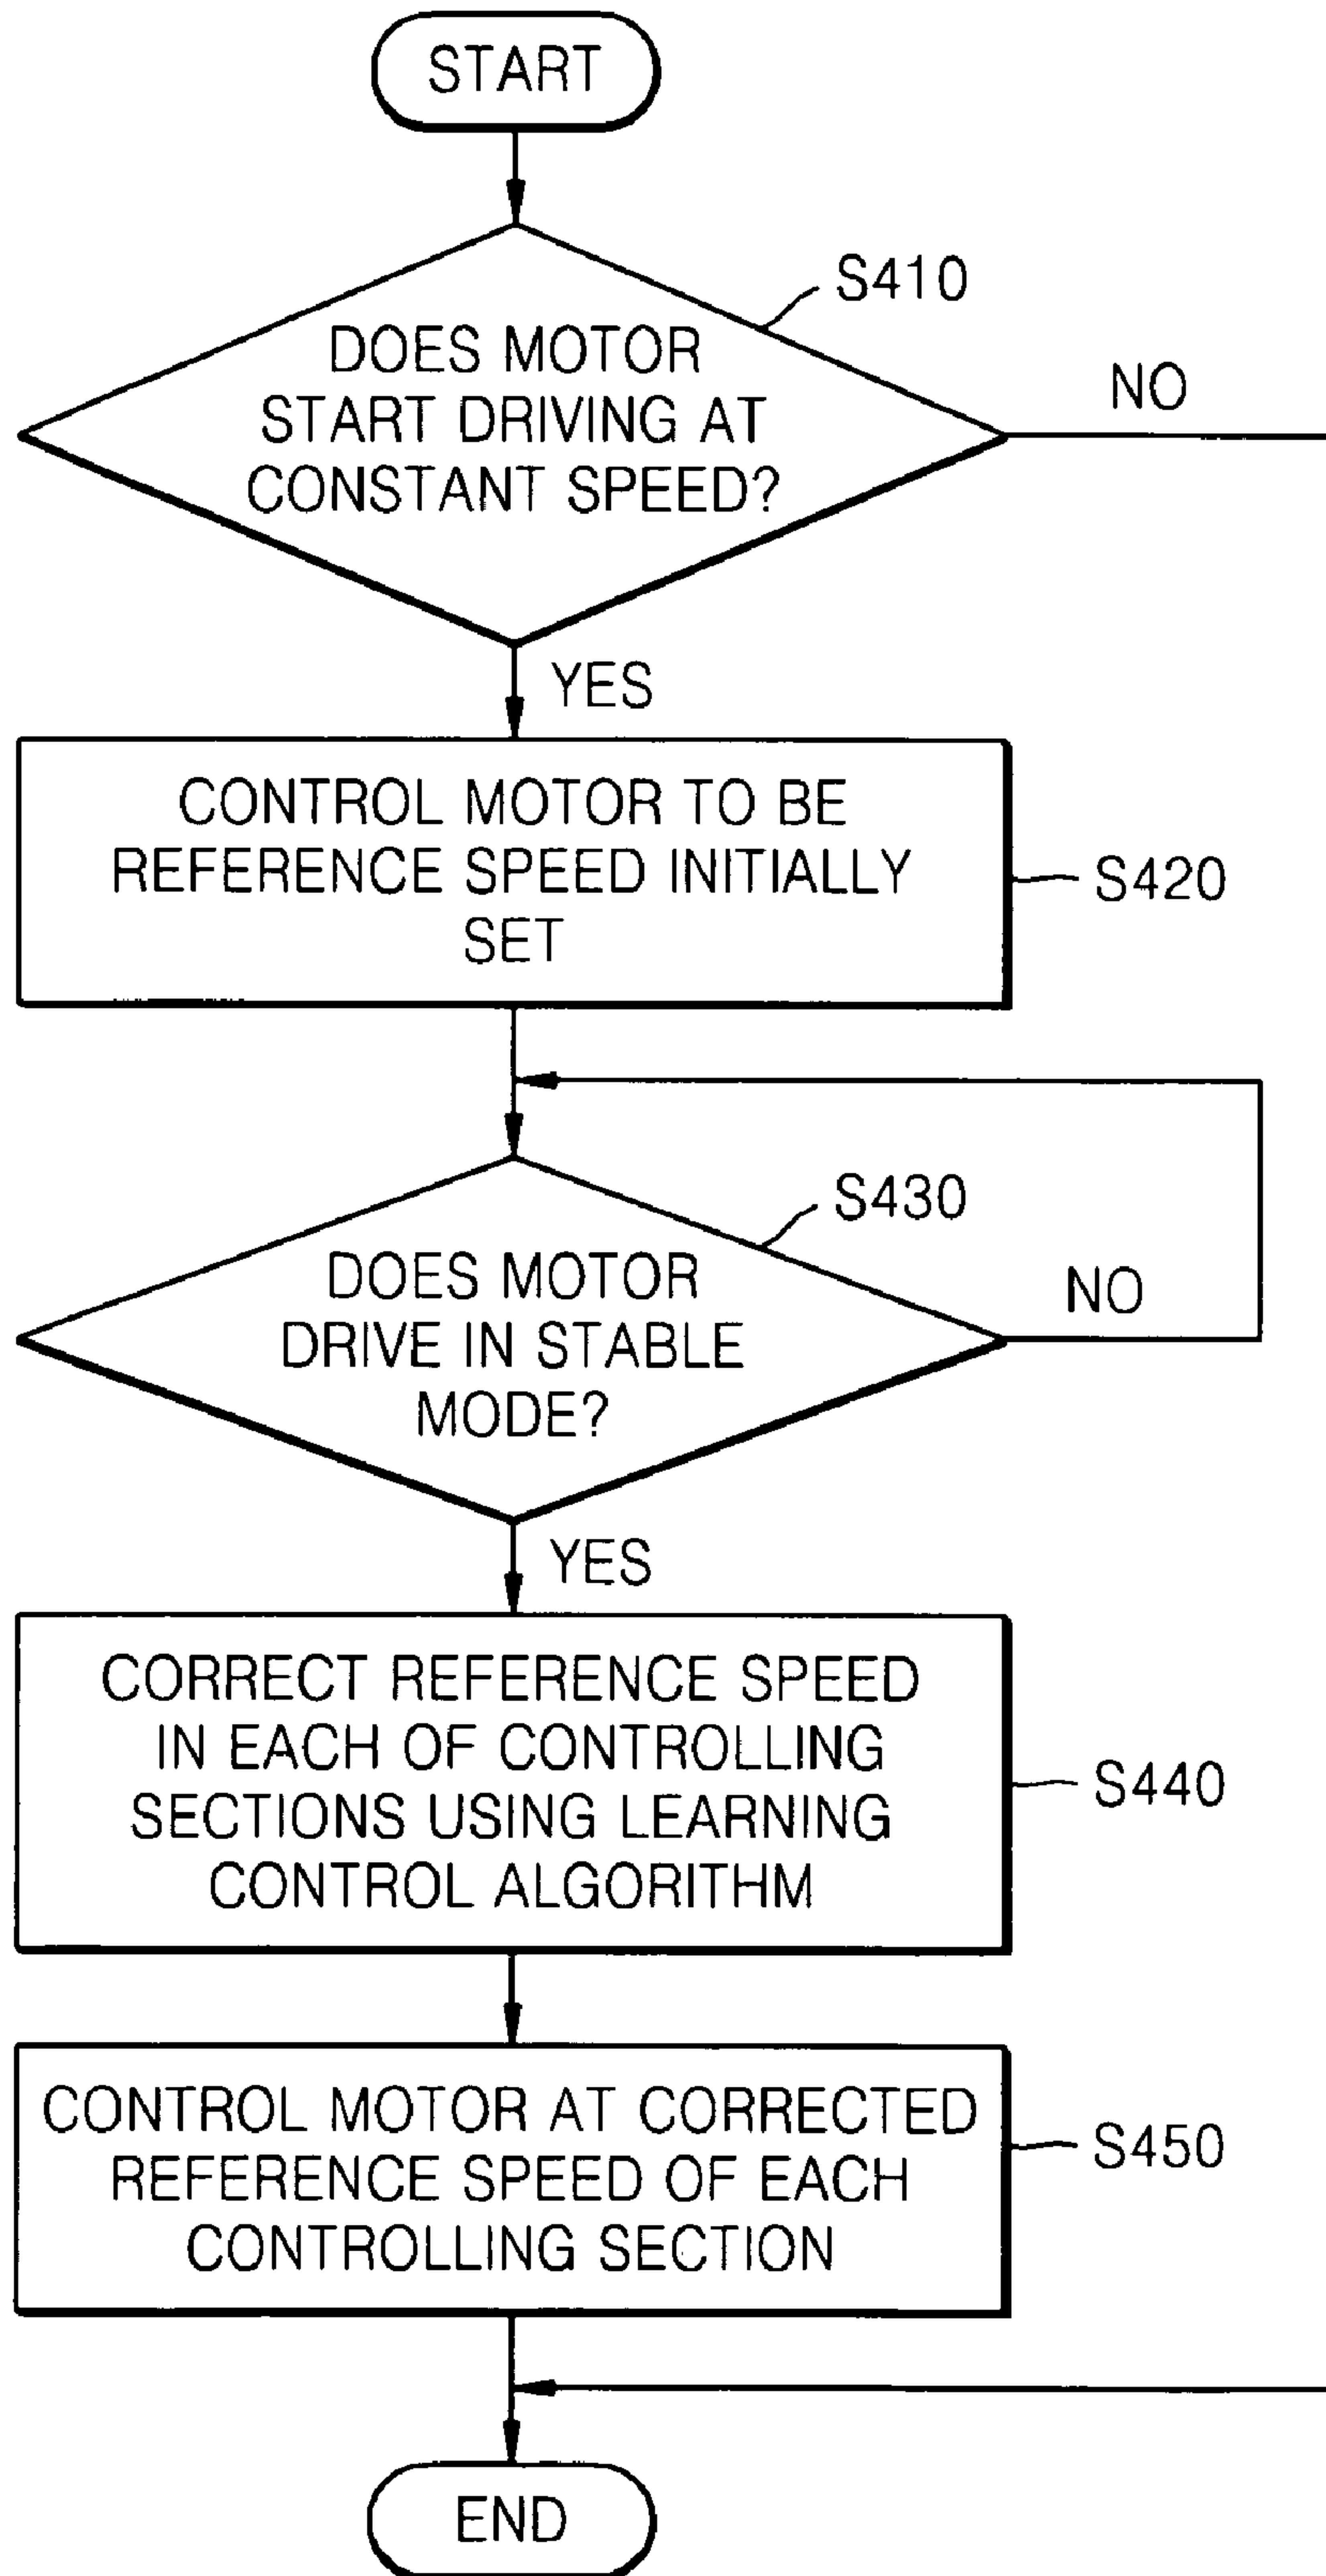 START
S410
DOES MOTOR
START DRIVING AT
CONSTANT SPEED?
NO
YES
CONTROL MOTOR TO BE
REFERENCE SPEED INITIALLY
SET
S420
S430
DOES MOTOR
DRIVE IN STABLE
MODE?
NO
YES
CORRECT REFERENCE SPEED
IN EACH OF CONTROLLING
SECTIONS USING LEARNING
CONTROL ALGORITHM
S440
CONTROL MOTOR AT CORRECTED
REFERENCE SPEED OF EACH
CONTROLLING SECTION
S450
END